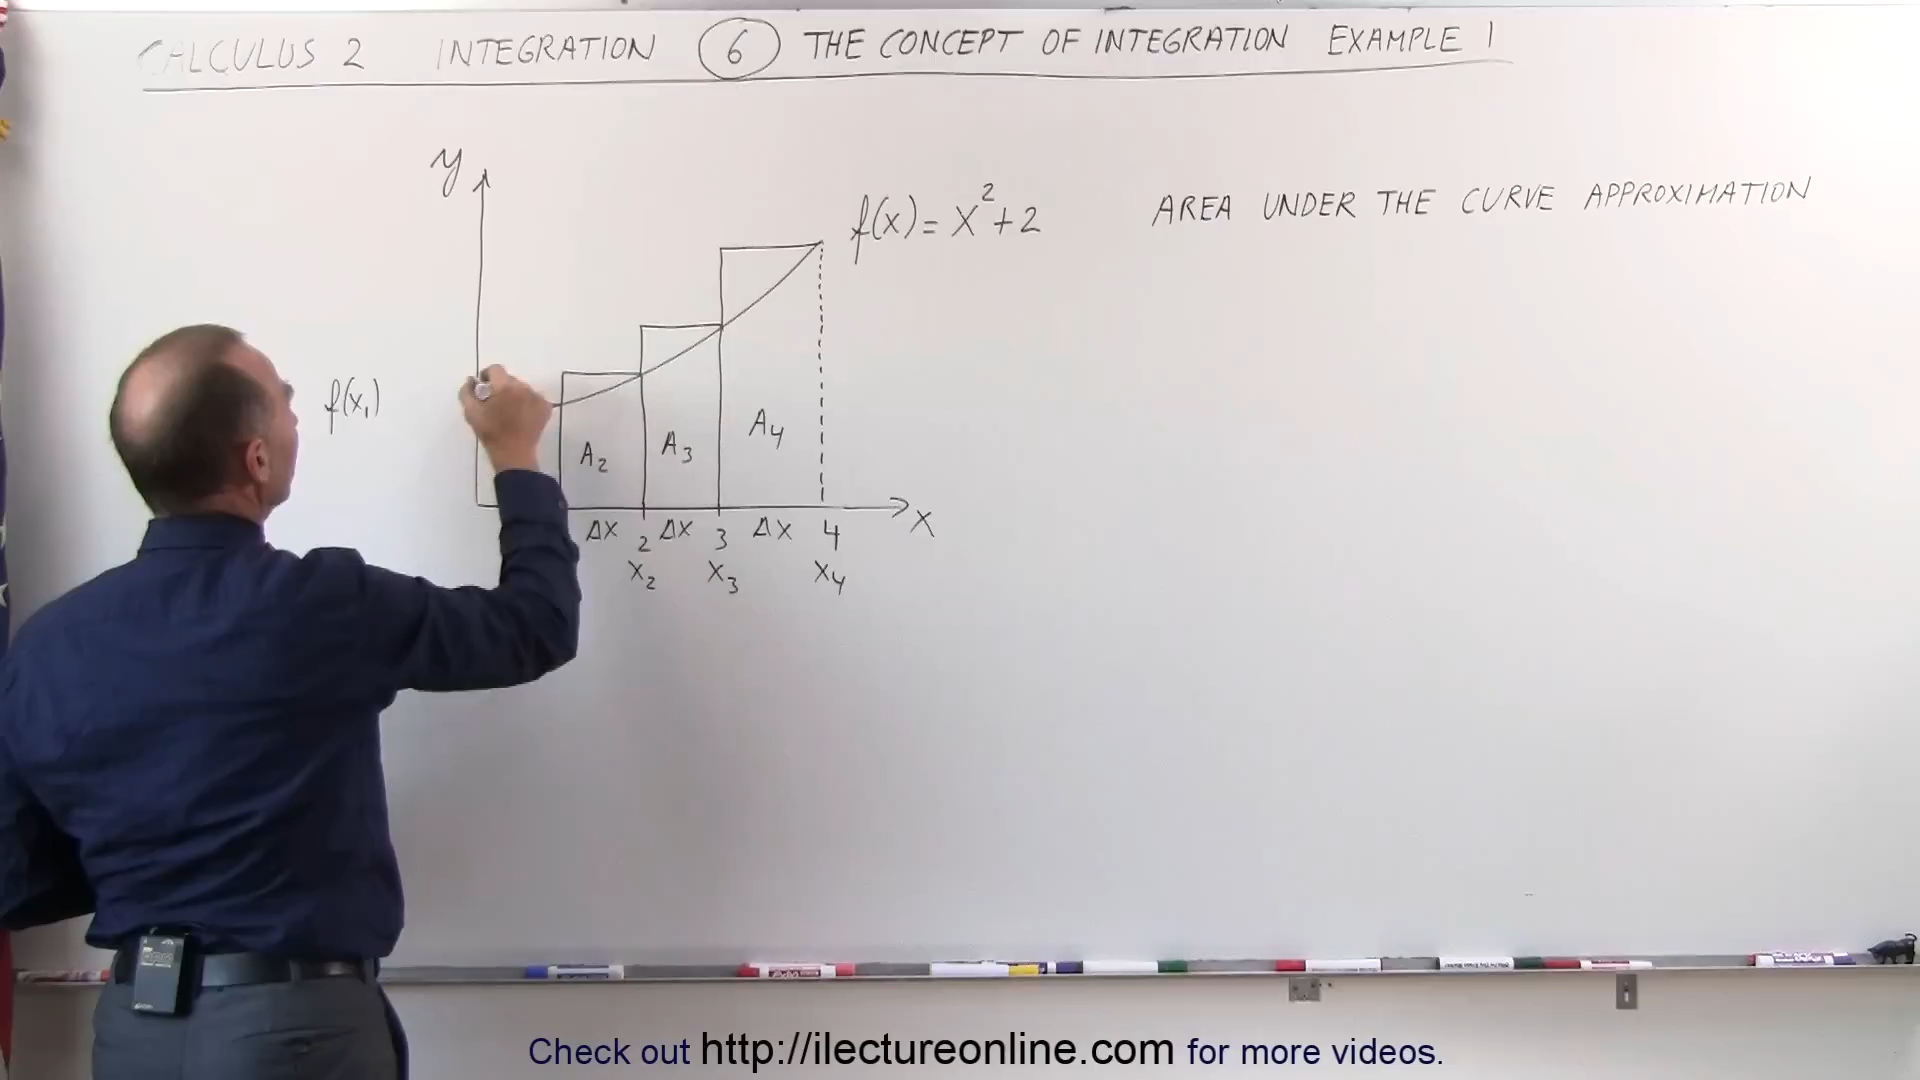 CALCULUS 2 INTEGRATION 6 THE CONCEPT OF INTEGRATION EXAMPLE 1
y
f(x) = x²+2
AREA UNDER THE CURVE APPROXIMATION
f(x₁)
A₂ A₃ A₄
Δx 2 Δx 3 Δx 4 x
x₂ x₃ x₄
Check out http://ilectureonline.com for more videos.